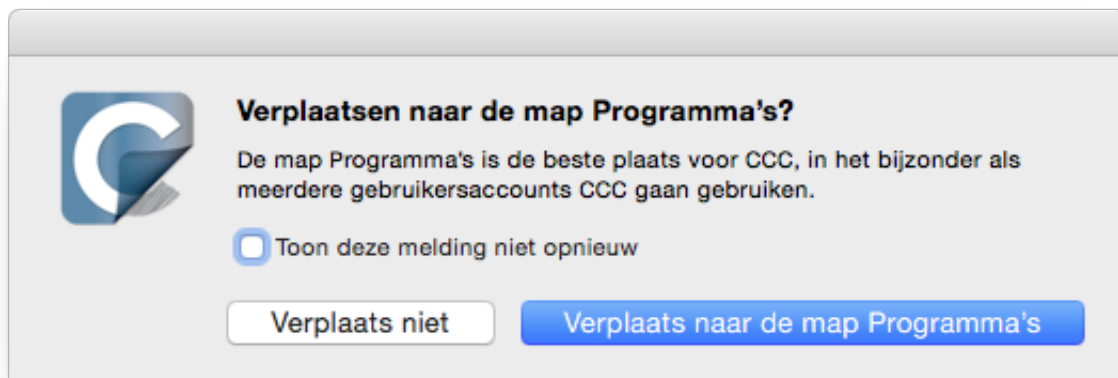 Verplaatsen naar de map Programma's?
De map Programma's is de beste plaats voor CCC, in het bijzonder als
meerdere gebruikersaccounts CCC gaan gebruiken.
Toon deze melding niet opnieuw
Verplaats niet
Verplaats naar de map Programma's